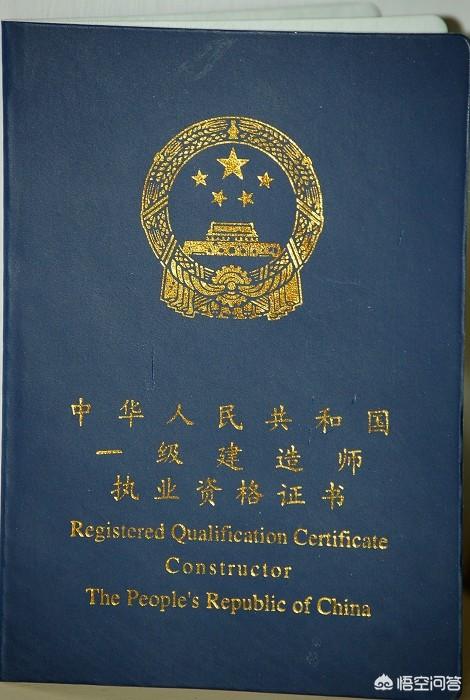 中华人民共和国
一级建造师
执业资格证书
Registered Qualification Certificate
Constructor
The People's Republic of China
悟空问答